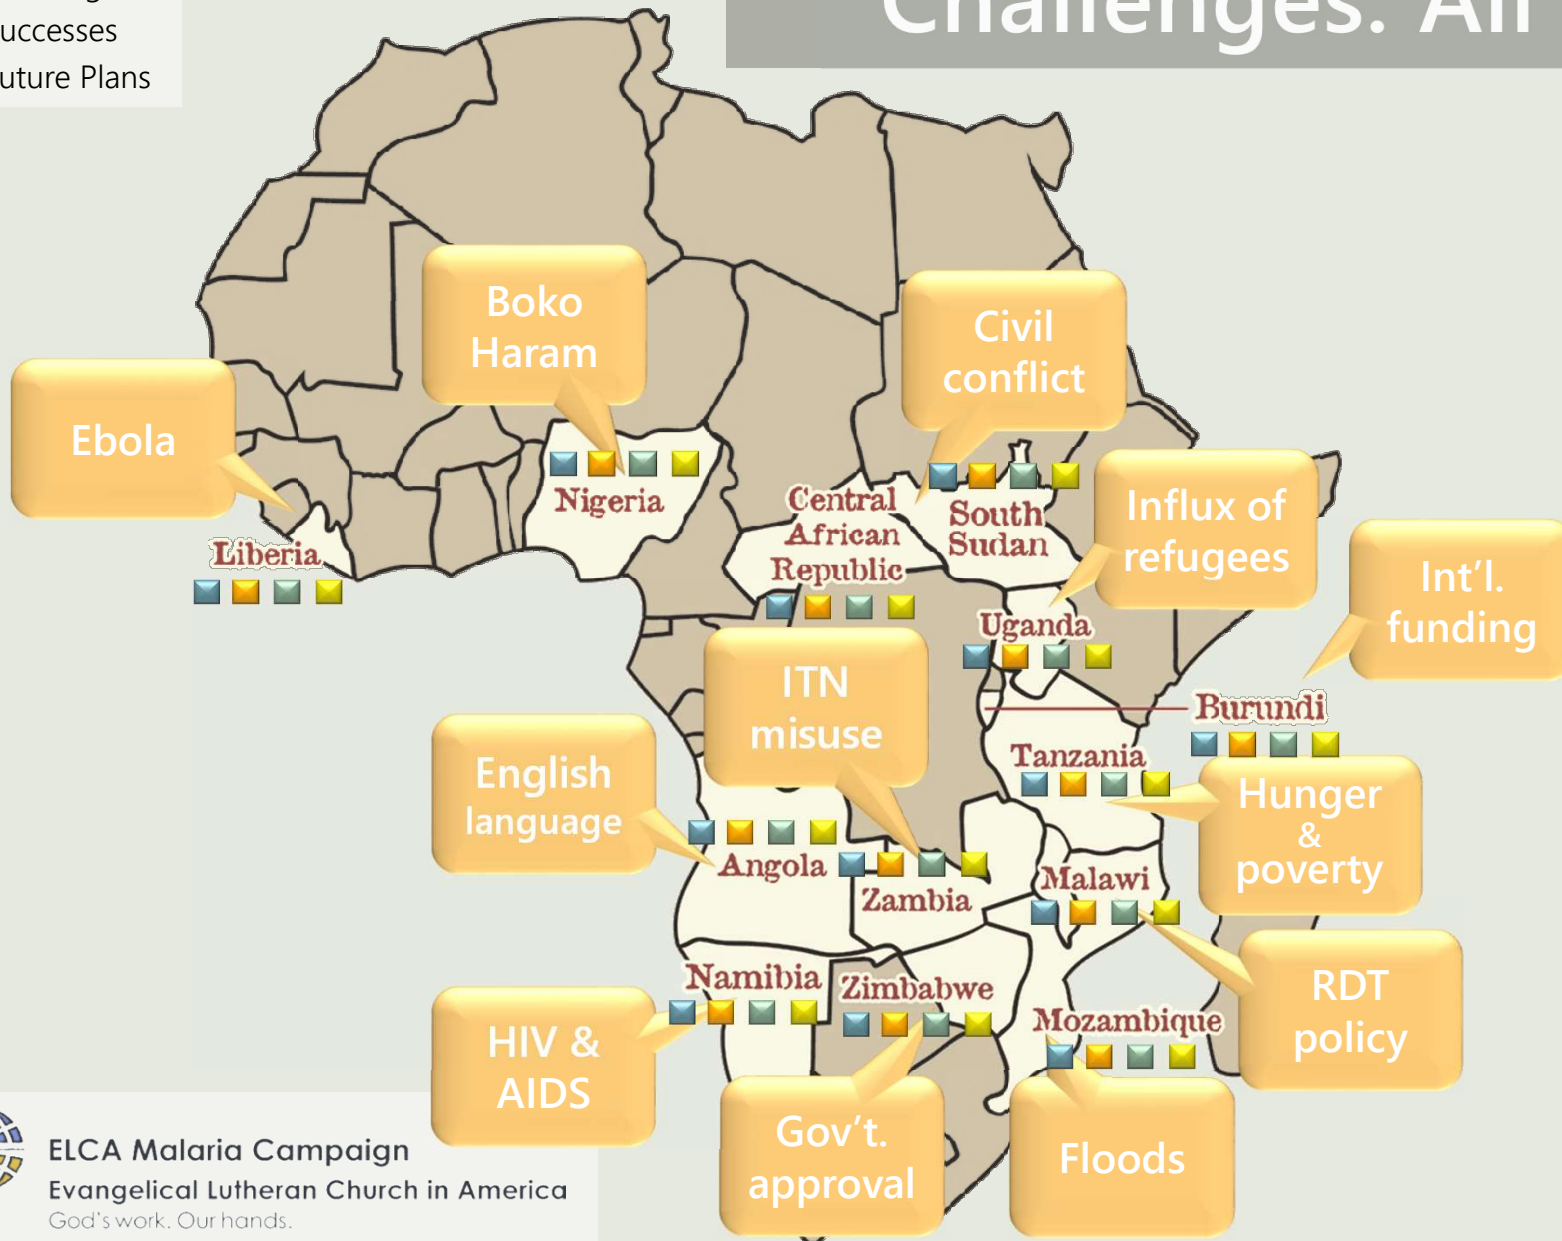 uccesses
uture Plans
Challenges: All
Boko
Haram
Civil
conflict
Ebola
Nigeria
Central
African
Republic
South
Sudan
Influx of
refugees
Int'l.
funding
Liberia
Uganda
ITN
misuse
Burundi
English
language
Tanzania
Hunger
&
poverty
Angola
Zambia
Malawi
Namibia
Zimbabwe
Mozambique
RDT
policy
HIV &
AIDS
Gov't.
approval
Floods
ELCA Malaria Campaign
Evangelical Lutheran Church in America
God's work. Our hands.